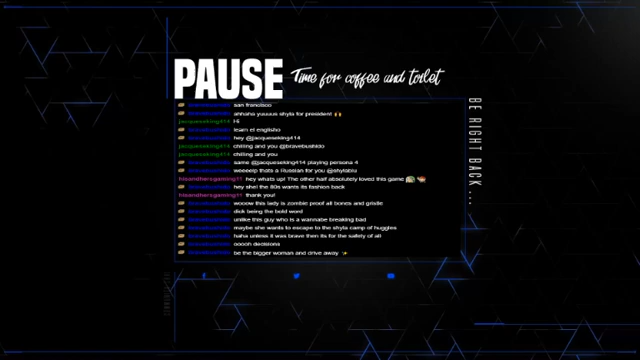 PAUSE Time for coffee and toilet
BE RIGHT BACK...
san francisco
ahhaha yuuuus shyla for president
jacqueseking414 Hi
learn el englisho
hey @jacqueseking414
jacqueseking414 chilling and you @bravebushido
jacqueseking414 chilling and you
same @jacqueseking414 playing persona 4
weeeelp thats a Russian for you @shylablu
hisandhersgaming11 hey whats up! The other half absolutely loved this game
hey shel the 80s wants its fashion back
hisandhersgaming11 thank you!
wooow this lady is zombie proof all bones and gristle
dick being the bold word
unlike this guy who is a wannabe breaking bad
maybe she wants to escape to the shyla camp of huggles
haha unless it was brave then its for the safety of all
ooooh decisions
be the bigger woman and drive away